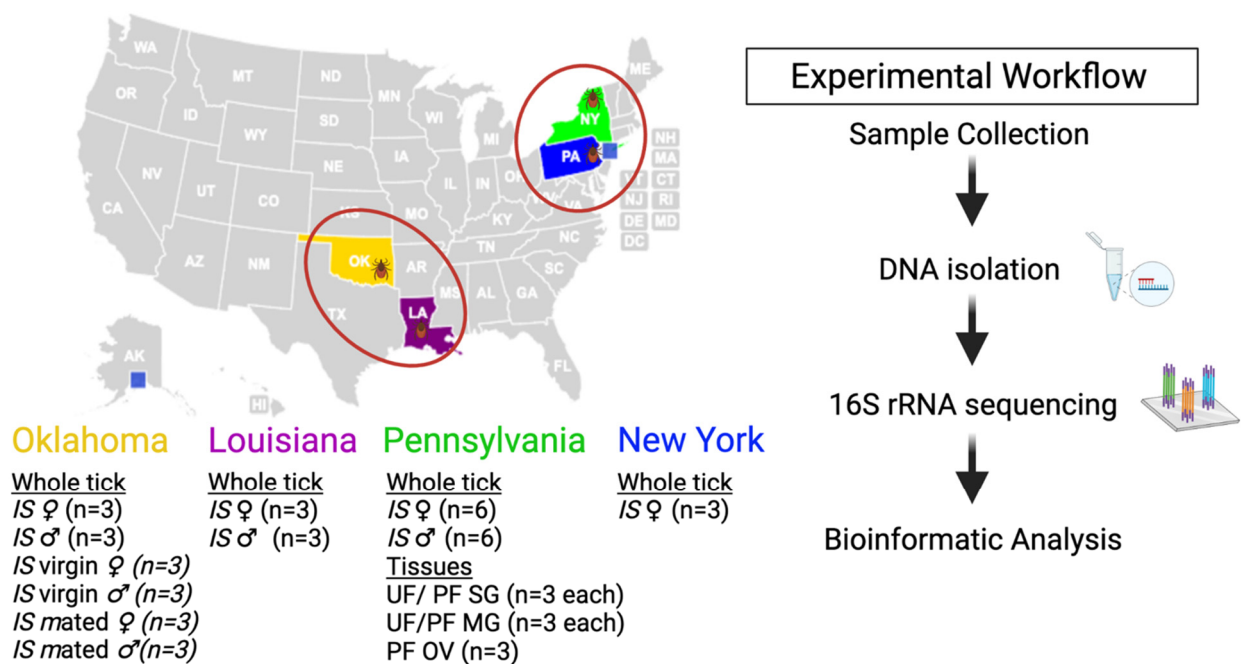 WA
MT
ND
MN
ME
OR
ID
SD
WI
MI
NY
WY
NE
IA
PA
NH
MA
NV
UT
CO
IL
IN
OH
VT
CT
CA
KS
MO
KY
WV
VA
NJ
RI
DE
MD
DC
AZ
NM
OK
AR
TN
NC
SC
TX
LA
MS
AL
GA
FL
AK
HI
Oklahoma
Whole tick
IS ♀ (n=3)
IS ♂ (n=3)
IS virgin ♀ (n=3)
IS virgin ♂ (n=3)
IS mated ♀ (n=3)
IS mated ♂(n=3)
Louisiana
Whole tick
IS ♀ (n=3)
IS ♂ (n=3)
Pennsylvania
Whole tick
IS ♀ (n=6)
IS ♂ (n=6)
Tissues
UF/ PF SG (n=3 each)
UF/PF MG (n=3 each)
PF OV (n=3)
New York
Whole tick
IS ♀ (n=3)
Experimental Workflow
Sample Collection
DNA isolation
16S rRNA sequencing
Bioinformatic Analysis